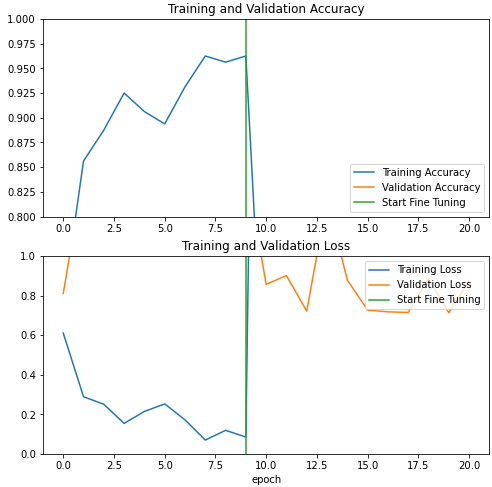 Training and Validation Accuracy
1.000
0.975
0.950
0.925
0.900
0.875
0.850
0.825
0.800
Training Accuracy
Validation Accuracy
Start Fine Tuning
0.0 2.5 5.0 7.5 10.0 12.5 15.0 17.5 20.0
Training and Validation Loss
1.0
0.8
0.6
0.4
0.2
0.0
Training Loss
Validation Loss
Start Fine Tuning
0.0 2.5 5.0 7.5 10.0 12.5 15.0 17.5 20.0
epoch